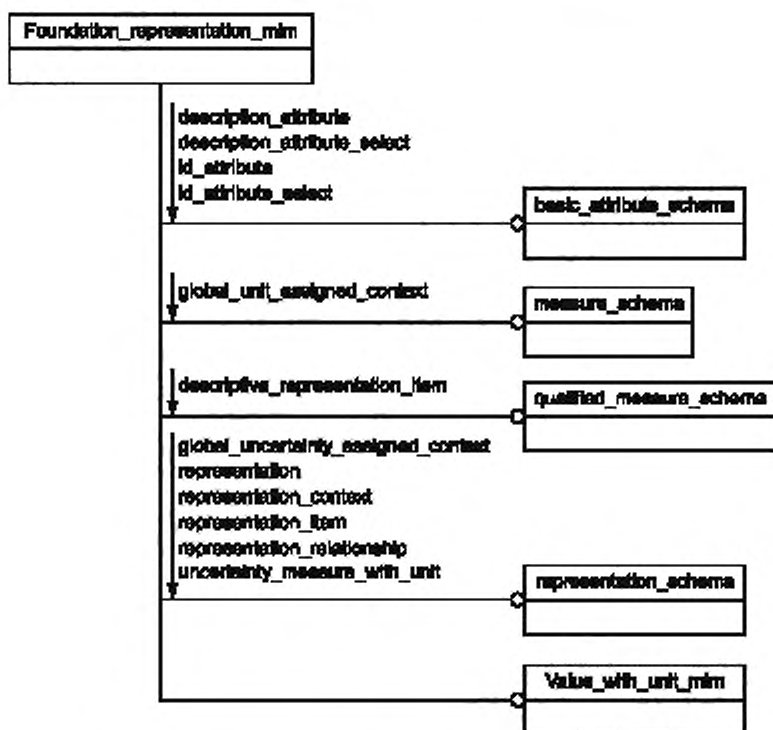 Foundation_representation_mim
description_attribute
description_attribute_select
id_attribute
id_attribute_select
basic_attribute_schema
global_unit_assigned_context
measure_schema
descriptive_representation_item
qualified_measure_schema
global_uncertainty_assigned_context
representation
representation_context
representation_item
representation_relationship
uncertainty_measure_with_unit
representation_schema
Value_with_unit_mim